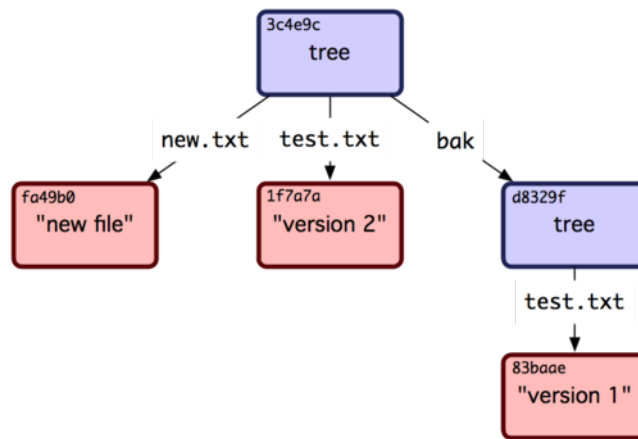 3c4e9c
tree
new.txt
test.txt
bak
fa49b0
"new file"
1f7a7a
"version 2"
d8329f
tree
test.txt
83baae
"version 1"